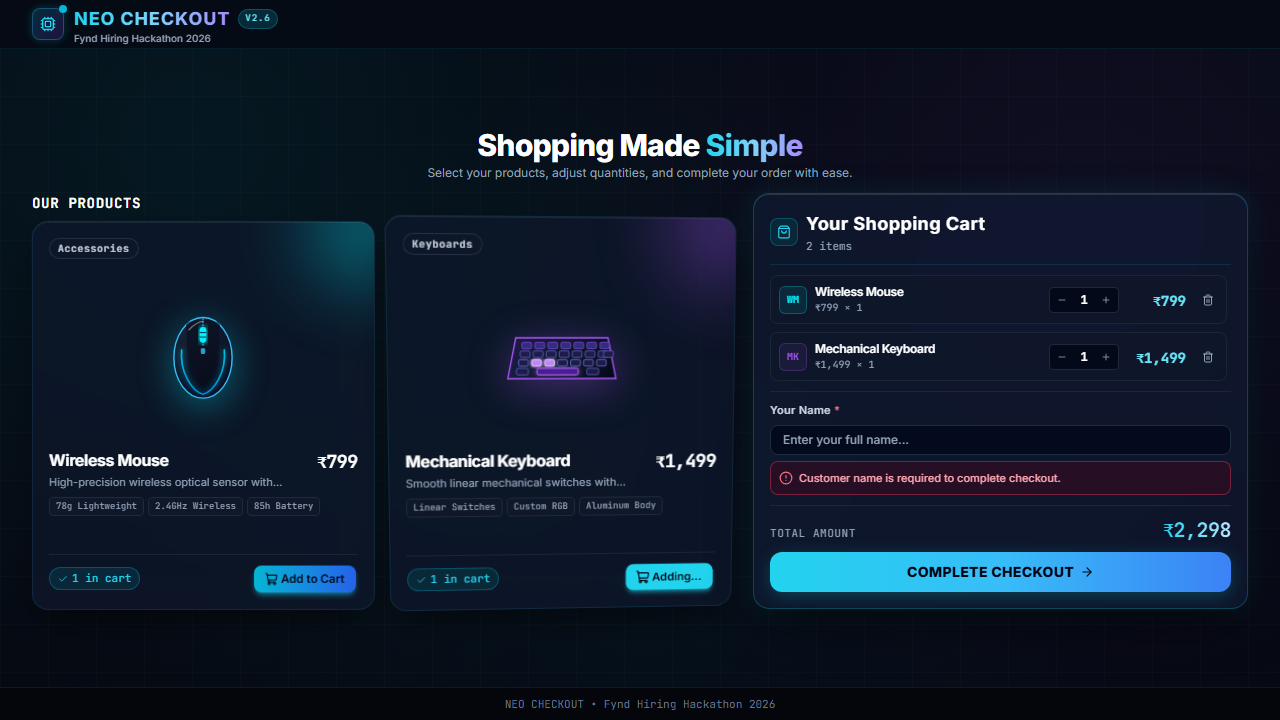 NEO CHECKOUT V2.6
Fynd Hiring Hackathon 2026
Shopping Made Simple
Select your products, adjust quantities, and complete your order with ease.
OUR PRODUCTS
Accessories
Wireless Mouse ₹799
High-precision wireless optical sensor with...
78g Lightweight 2.4GHz Wireless 85h Battery
1 in cart Add to Cart
Keyboards
Mechanical Keyboard ₹1,499
Smooth linear mechanical switches with...
Linear Switches Custom RGB Aluminum Body
1 in cart Adding...
Your Shopping Cart
2 items
WM Wireless Mouse
₹799 × 1
− 1 + ₹799
MK Mechanical Keyboard
₹1,499 × 1
− 1 + ₹1,499
Your Name *
Enter your full name...
Customer name is required to complete checkout.
TOTAL AMOUNT ₹2,298
COMPLETE CHECKOUT →
NEO CHECKOUT • Fynd Hiring Hackathon 2026